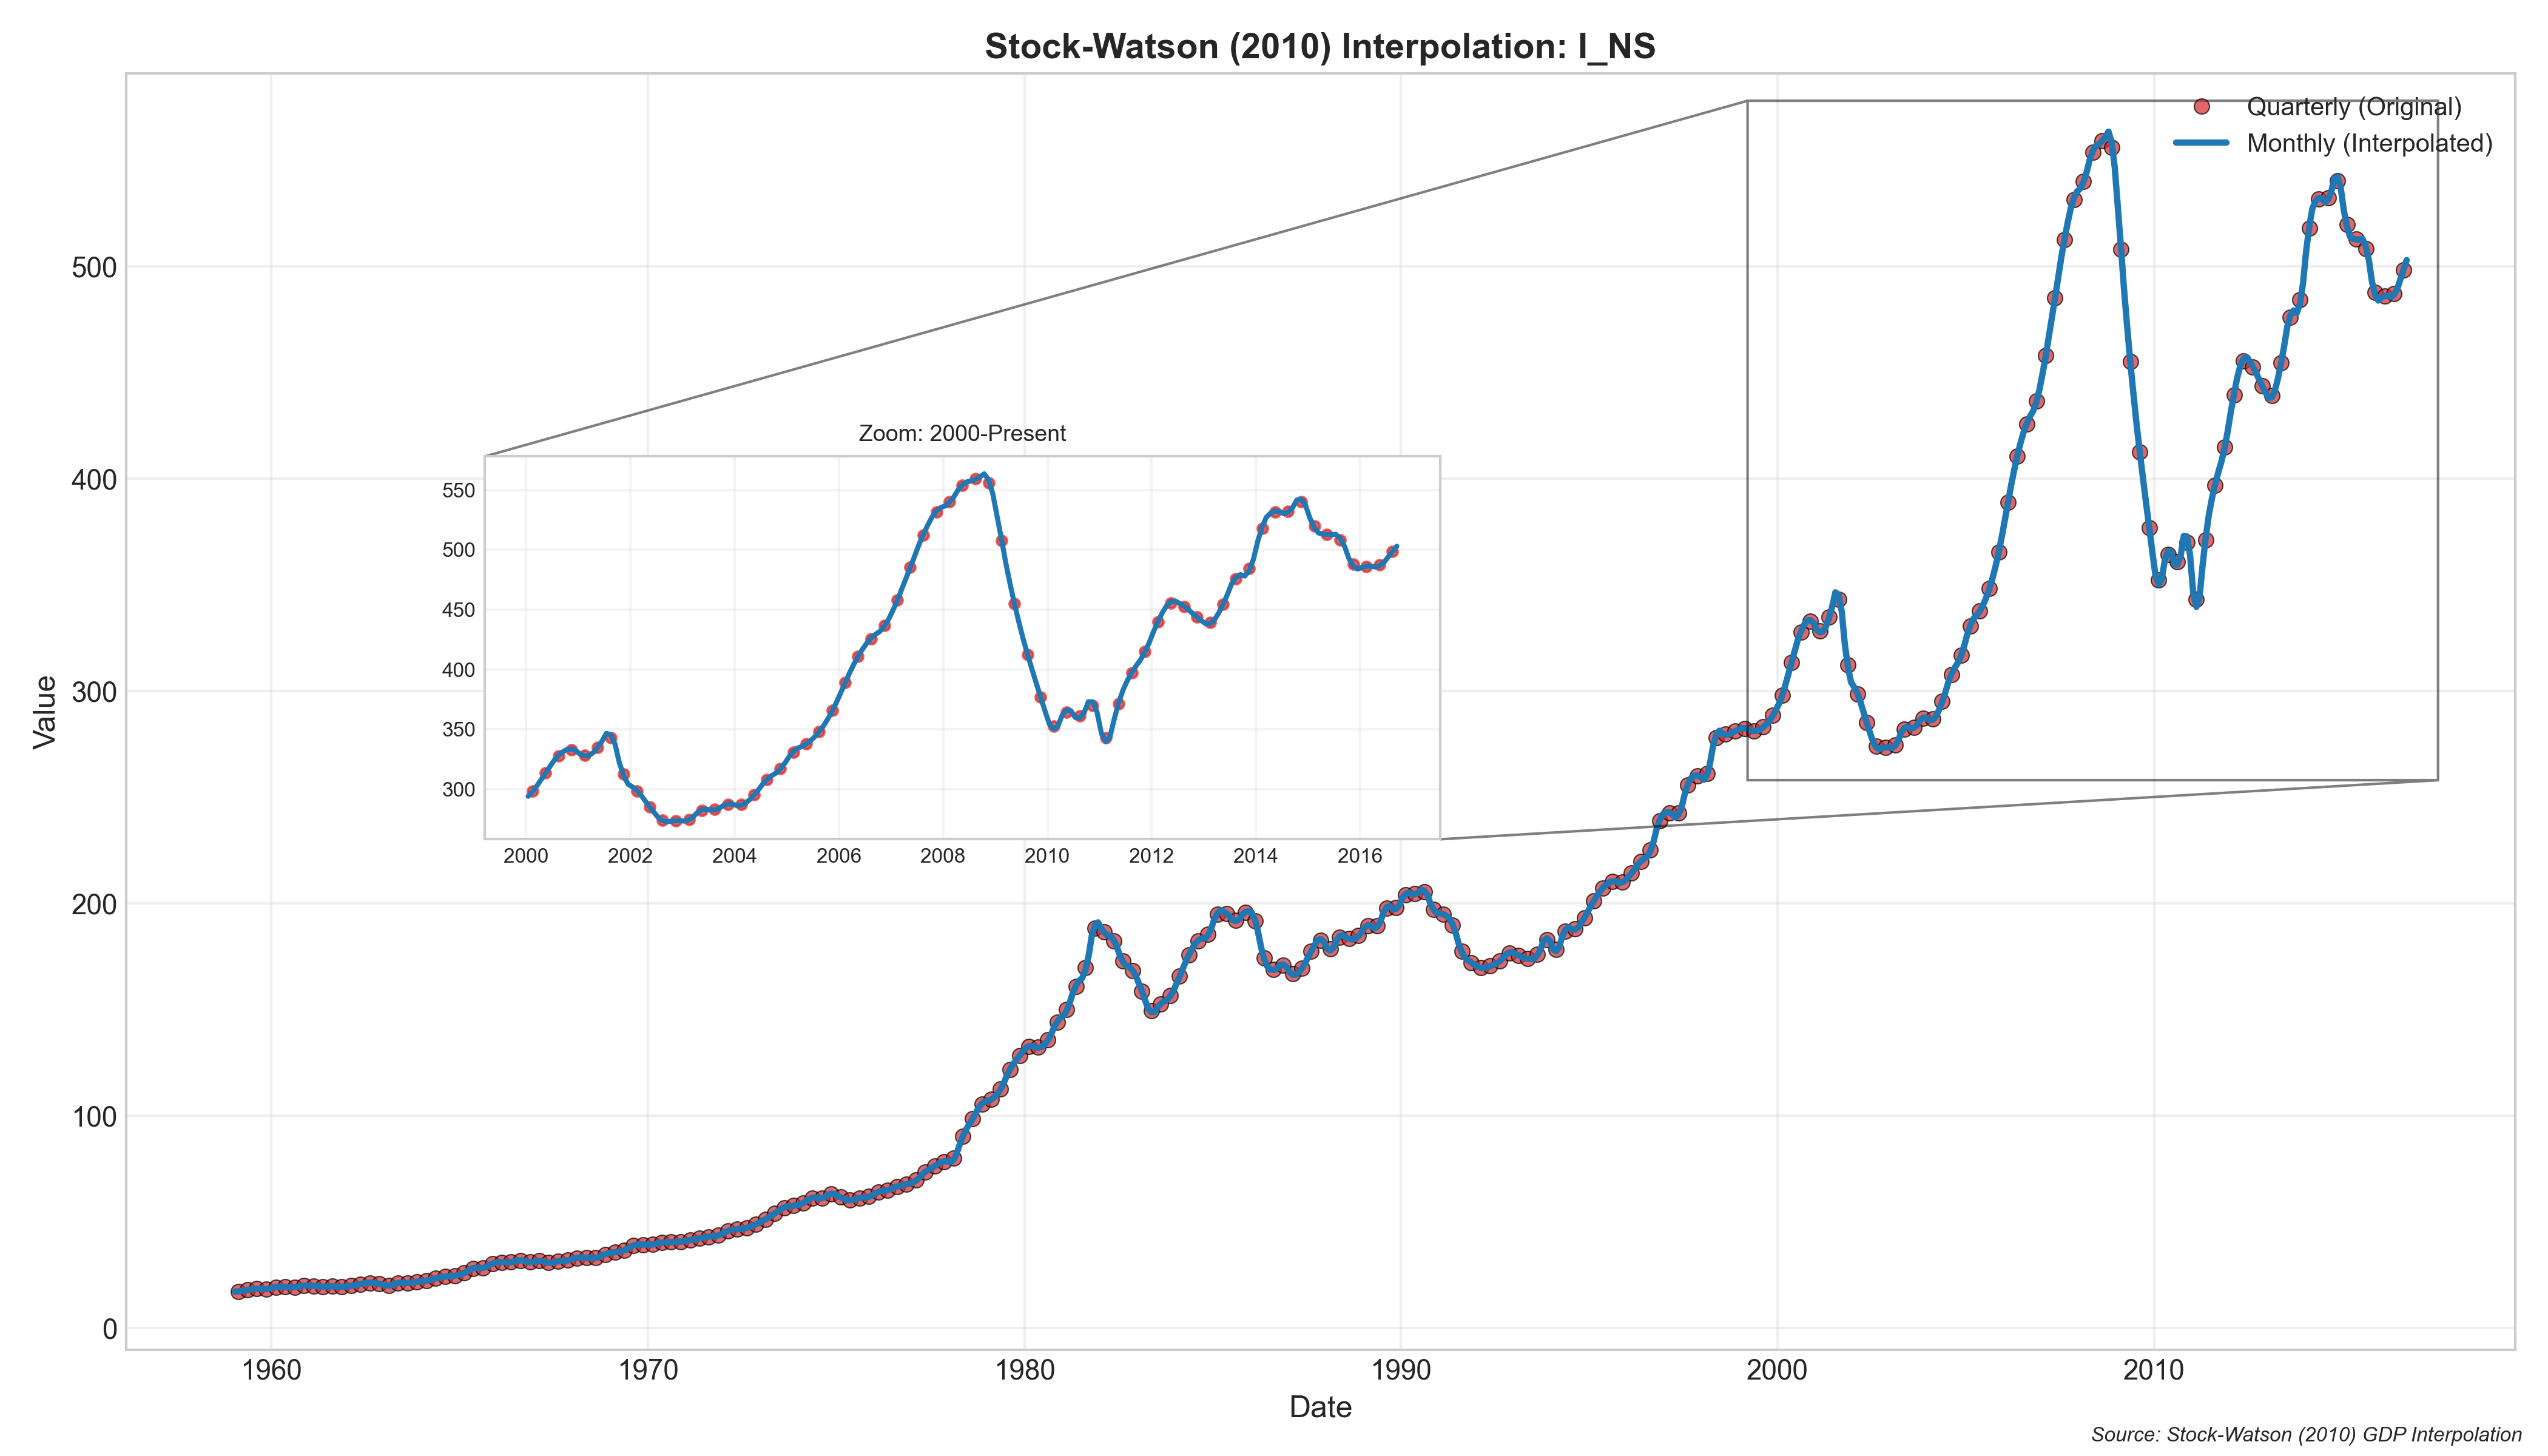 Stock-Watson (2010) Interpolation: I_NS
Quarterly (Original)
Monthly (Interpolated)
Value
500
400
300
200
100
0
Zoom: 2000-Present
550
500
450
400
350
300
2000 2002 2004 2006 2008 2010 2012 2014 2016
1960 1970 1980 1990 2000 2010
Date
Source: Stock-Watson (2010) GDP Interpolation